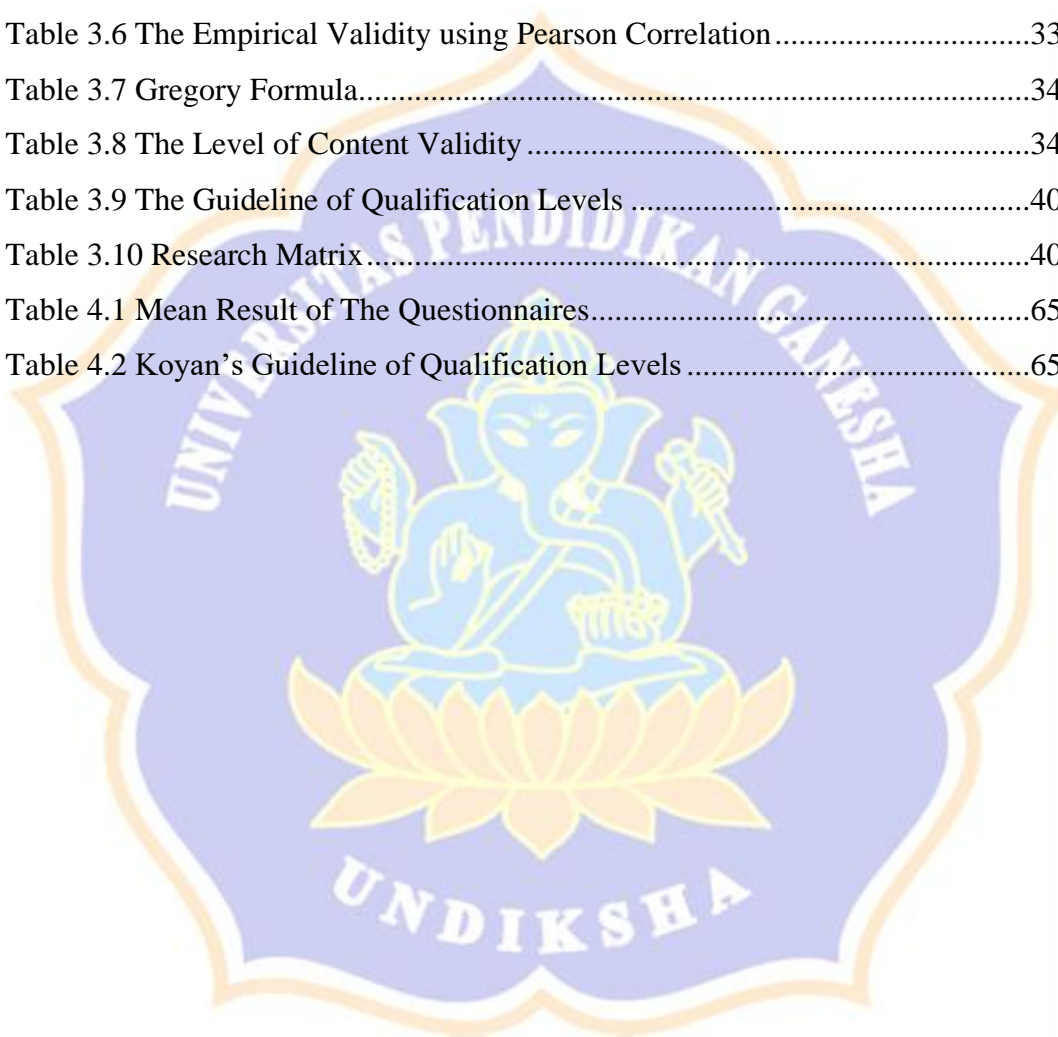 Table 3.6 The Empirical Validity using Pearson Correlation....................................33
Table 3.7 Gregory Formula.....................................................................................34
Table 3.8 The Level of Content Validity..................................................................34
Table 3.9 The Guideline of Qualification Levels.....................................................40
Table 3.10 Research Matrix....................................................................................40
Table 4.1 Mean Result of The Questionnaires.........................................................65
Table 4.2 Koyan’s Guideline of Qualification Levels..............................................65
UNIVERSITAS PENDIDIKAN GANESHA
UNDIKSHA